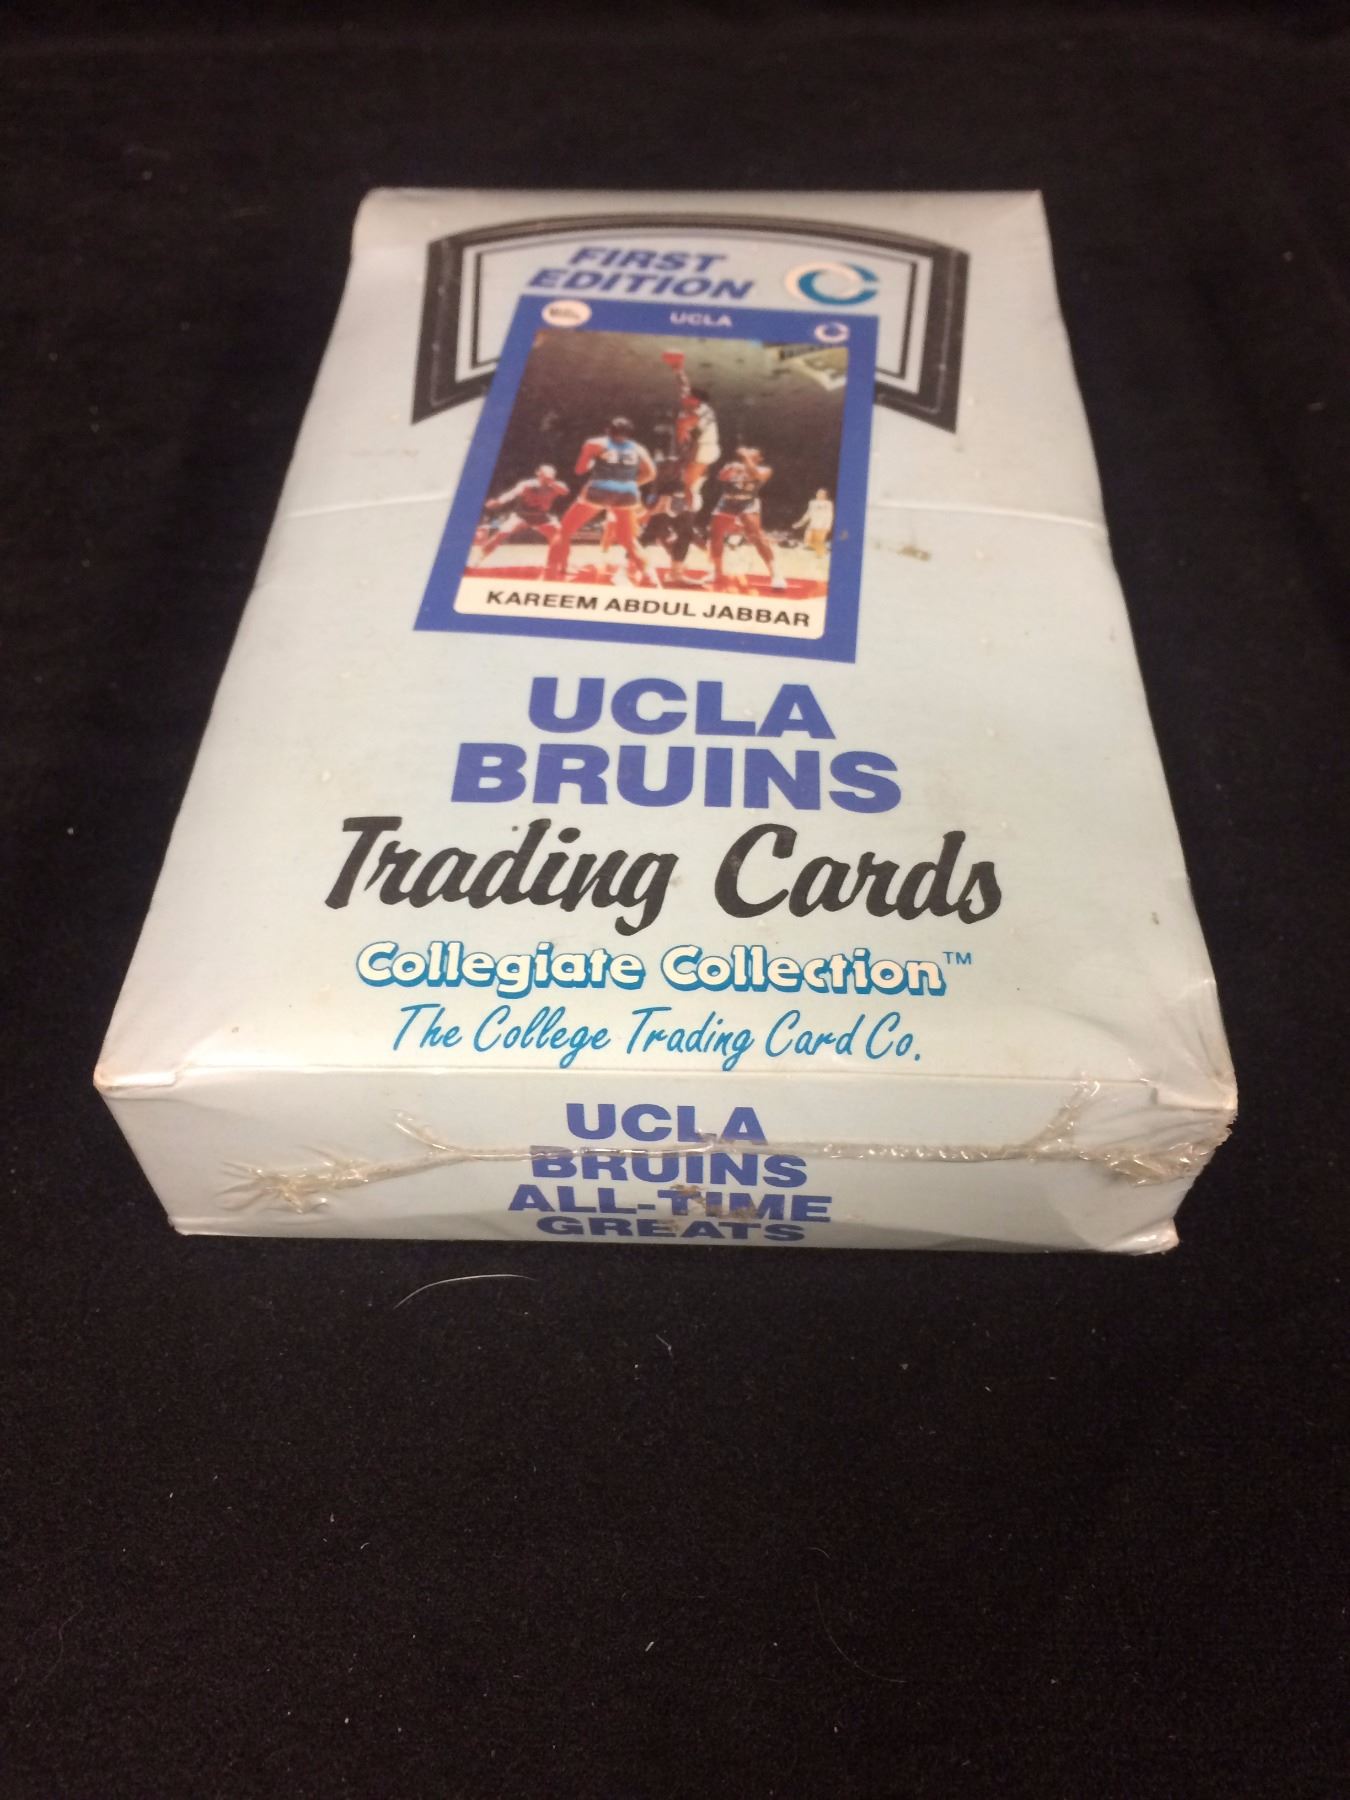 FIRST
EDITION
UCLA
43
KAREEM ABDUL JABBAR
UCLA
BRUINS
Trading Cards
Collegiate Collection™
The College Trading Card Co.
UCLA
BRUINS
ALL-TIME
GREATS